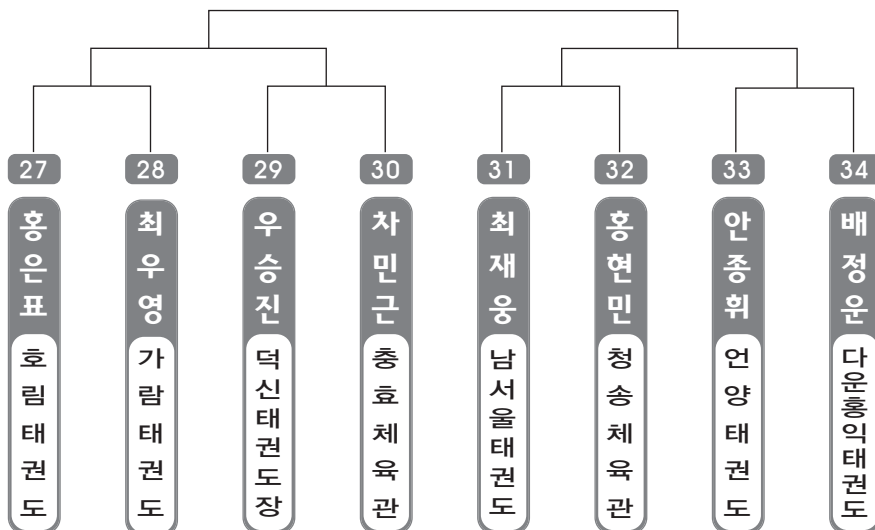 27
28
29
30
31
32
33
34
홍은표
호림태권도
최우영
가람태권도
우승진
덕신태권도장
차민근
충효체육관
최재웅
남서울태권도
홍현민
청송체육관
안종휘
언양태권도
배정운
다운홍익태권도